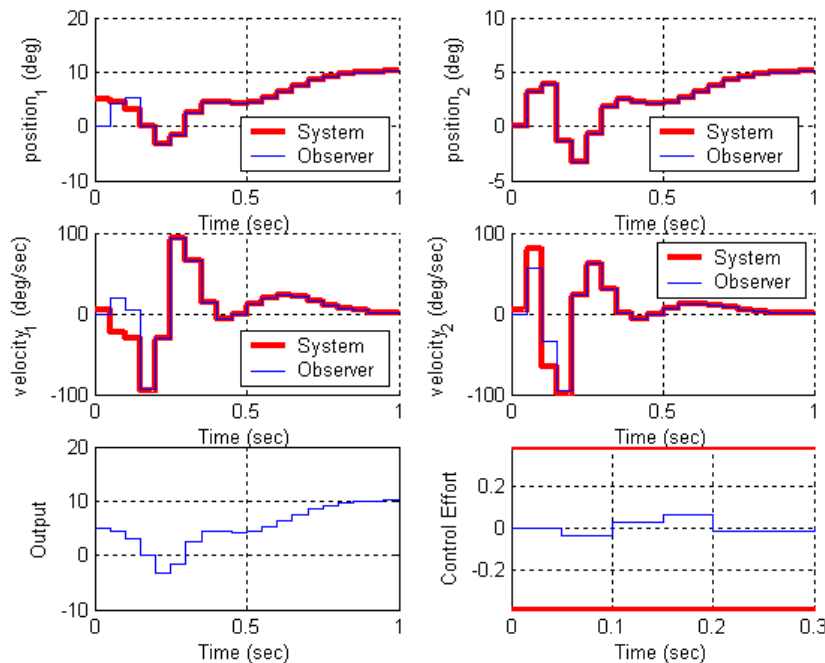 20
10
0
-10
position1 (deg)
System
Observer
0
0.5
1
Time (sec)
10
5
0
-5
position2 (deg)
System
Observer
0
0.5
1
Time (sec)
100
0
-100
velocity1 (deg/sec)
System
Observer
0
0.5
1
Time (sec)
100
0
-100
velocity2 (deg/sec)
System
Observer
0
0.5
1
Time (sec)
20
10
0
-10
Output
0
0.5
1
Time (sec)
0.2
0
-0.2
Control Effort
0
0.1
0.2
0.3
Time (sec)